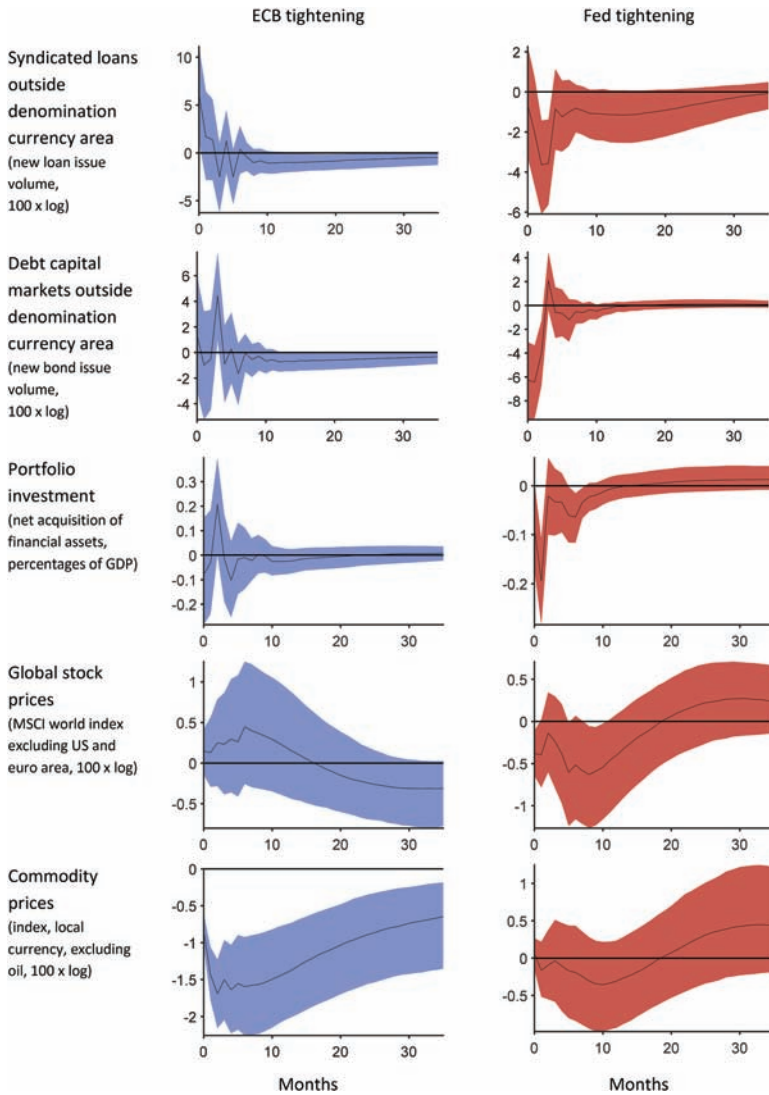 ECB tightening
Fed tightening
Syndicated loans
outside
denomination
currency area
(new loan issue
volume,
100 x log)
10
5
0
-5
0
10
20
30
2
0
-2
-4
-6
0
10
20
30
Debt capital
markets outside
denomination
currency area
(new bond issue
volume,
100 x log)
6
4
2
0
-2
-4
0
10
20
30
4
2
0
-2
-4
-6
-8
0
10
20
30
Portfolio
investment
(net acquisition of
financial assets,
percentages of GDP)
0.3
0.2
0.1
0
-0.1
-0.2
0
10
20
30
0
-0.1
-0.2
0
10
20
30
Global stock
prices
(MSCI world index
excluding US and
euro area, 100 x log)
1
0.5
0
-0.5
0
10
20
30
0.5
0
-0.5
-1
0
10
20
30
Commodity
prices
(index, local
currency, excluding
oil, 100 x log)
0
-0.5
-1
-1.5
-2
0
10
20
30
1
0.5
0
-0.5
0
10
20
30
Months
Months